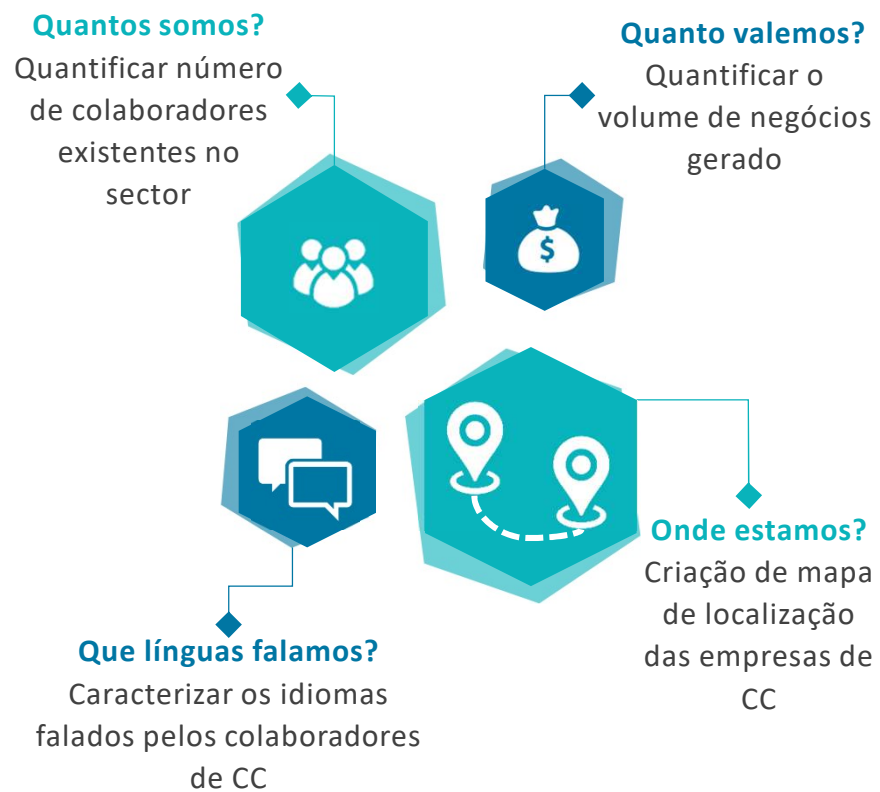 Quantos somos?
Quantificar número
de colaboradores
existentes no
sector
Quanto valemos?
Quantificar o
volume de negócios
gerado
$
Onde estamos?
Criação de mapa
de localização
das empresas de
CC
Que línguas falamos?
Caracterizar os idiomas
falados pelos colaboradores
de CC